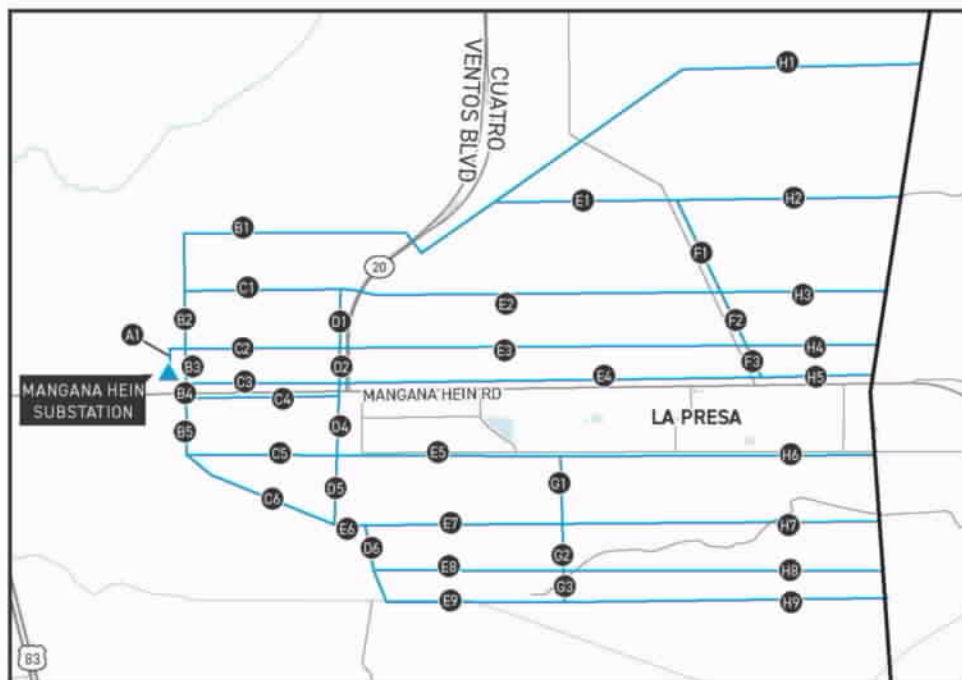 H1
CUATRO
VENTOS BLVD
E1
H2
B1
F1
20
C1
E2
H3
B2
D1
F2
A1
C2
E3
H4
B3
D2
F3
C3
E4
H5
MANGANA HEIN
SUBSTATION
B4
C4
MANGANA HEIN RD
LA PRESA
B5
D4
C5
E5
H6
G1
D5
C6
E6
E7
H7
D6
G2
E8
H8
G3
E9
H9
83